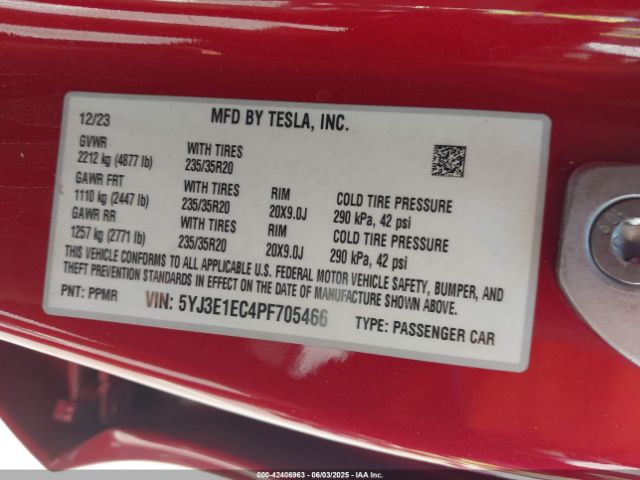 12/23 MFD BY TESLA, INC.
GVWR
2212 kg (4877 lb) WITH TIRES 235/35R20
GAWR FRT
1110 kg (2447 lb) WITH TIRES 235/35R20 RIM 20X9.0J COLD TIRE PRESSURE 290 kPa, 42 psi
GAWR RR
1257 kg (2771 lb) WITH TIRES 235/35R20 RIM 20X9.0J COLD TIRE PRESSURE 290 kPa, 42 psi
THIS VEHICLE CONFORMS TO ALL APPLICABLE U.S. FEDERAL MOTOR VEHICLE SAFETY, BUMPER, AND
THEFT PREVENTION STANDARDS IN EFFECT ON THE DATE OF MANUFACTURE SHOWN ABOVE.
PNT: PPMR VIN: 5YJ3E1EC4PF705466 TYPE: PASSENGER CAR
000-42406963 - 06/03/2025 - IAA Inc.